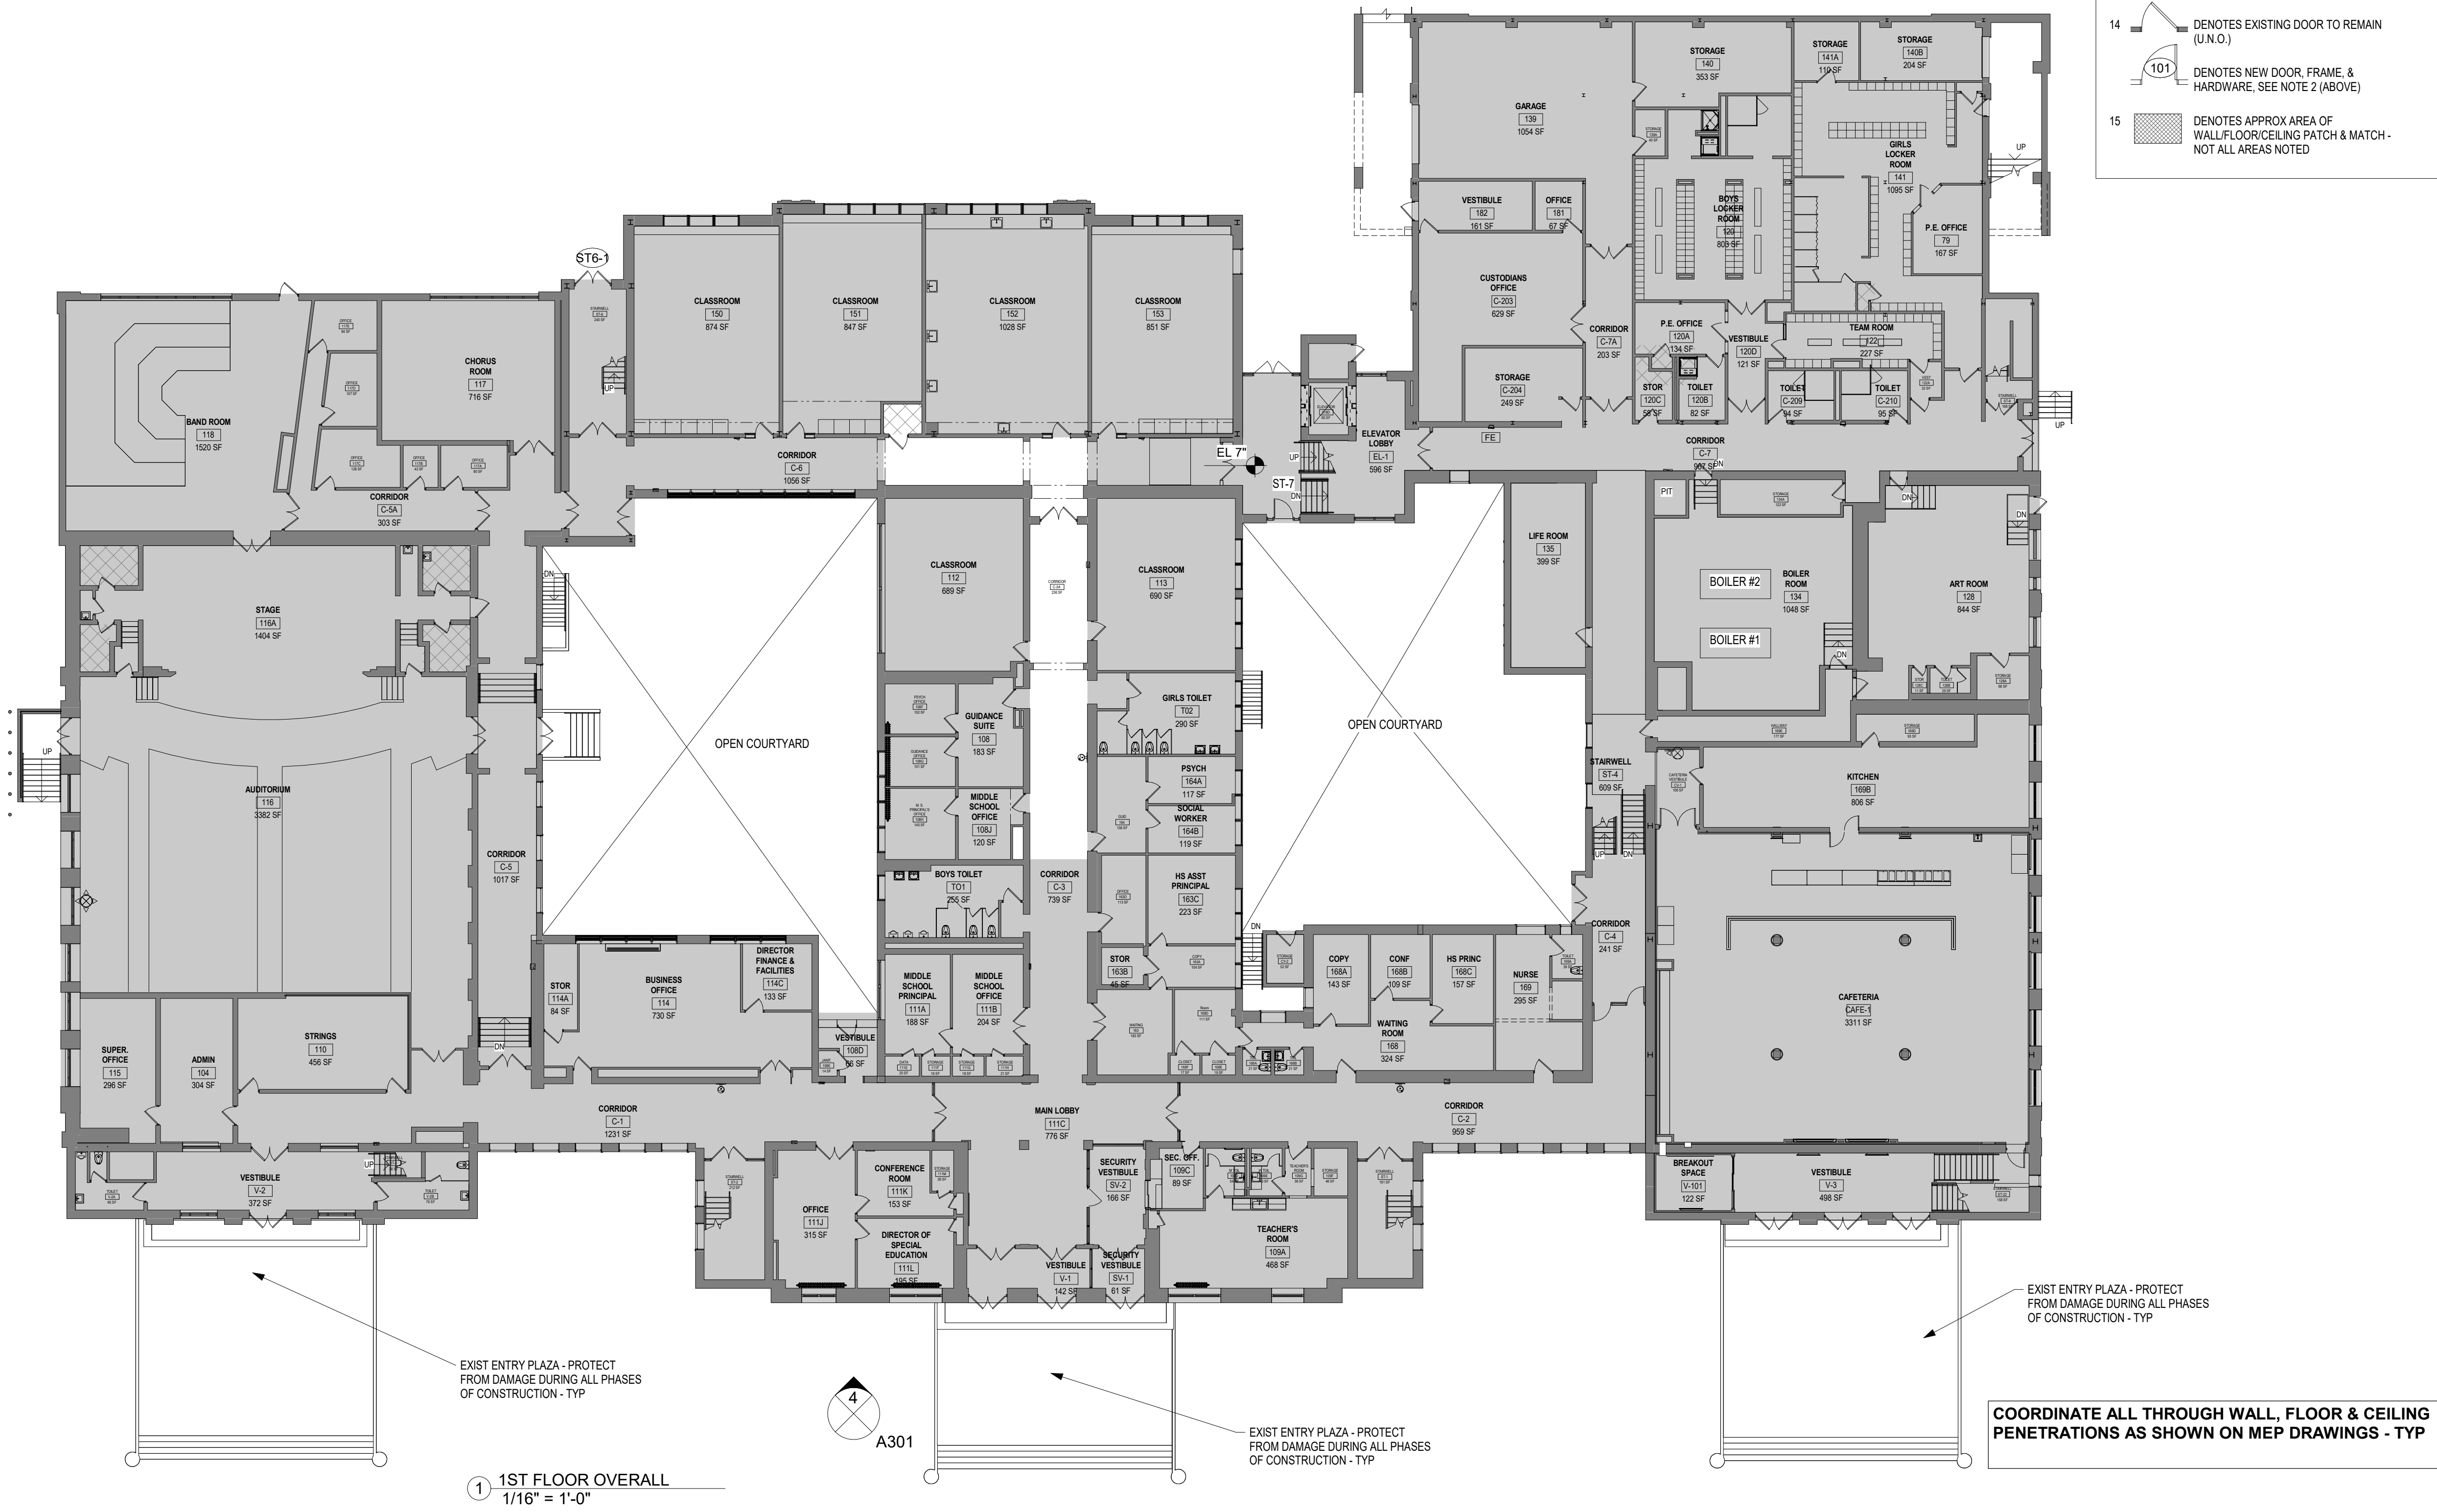 14
DENOTES EXISTING DOOR TO REMAIN
(U.N.O.)
101
DENOTES NEW DOOR, FRAME, &
HARDWARE, SEE NOTE 2 (ABOVE)
15
DENOTES APPROX AREA OF
WALL/FLOOR/CEILING PATCH & MATCH -
NOT ALL AREAS NOTED
STORAGE
140
353 SF
STORAGE
141A
110 SF
STORAGE
140B
204 SF
GARAGE
139
1054 SF
GIRLS
LOCKER
ROOM
141
1095 SF
UP
VESTIBULE
182
161 SF
OFFICE
181
67 SF
BOYS
LOCKER
ROOM
120
803 SF
P.E. OFFICE
79
167 SF
ST6-1
CUSTODIANS
OFFICE
C-203
629 SF
CLASSROOM
150
874 SF
CLASSROOM
151
847 SF
CLASSROOM
152
1028 SF
CLASSROOM
153
851 SF
CORRIDOR
C-7A
203 SF
P.E. OFFICE
120A
134 SF
VESTIBULE
120D
121 SF
TEAM ROOM
122
227 SF
CHORUS
ROOM
117
716 SF
UP
STORAGE
C-204
249 SF
STOR
120C
58 SF
TOILET
120B
82 SF
TOILET
C-209
94 SF
TOILET
C-210
95 SF
UP
BAND ROOM
118
1520 SF
ELEVATOR
LOBBY
EL-1
596 SF
FE
CORRIDOR
C-7
967 SF
DN
CORRIDOR
C-6
1056 SF
EL 7"
UP
ST-7
DN
CORRIDOR
C-5A
303 SF
PIT
DN
DN
LIFE ROOM
135
399 SF
CLASSROOM
112
689 SF
CLASSROOM
113
690 SF
BOILER #2
BOILER
ROOM
134
1048 SF
ART ROOM
128
844 SF
BOILER #1
DN
DN
STAGE
116A
1404 SF
GIRLS TOILET
T02
290 SF
GUIDANCE
SUITE
108
183 SF
OPEN COURTYARD
OPEN COURTYARD
UP
AUDITORIUM
116
3382 SF
PSYCH
164A
117 SF
SOCIAL
WORKER
164B
119 SF
MIDDLE
SCHOOL
OFFICE
108J
120 SF
STAIRWELL
ST-4
609 SF
KITCHEN
169B
806 SF
UP
DN
CORRIDOR
C-5
1017 SF
BOYS TOILET
TO1
255 SF
CORRIDOR
C-3
739 SF
HS ASST
PRINCIPAL
163C
223 SF
CORRIDOR
C-4
241 SF
DN
STOR
114A
84 SF
BUSINESS
OFFICE
114
730 SF
DIRECTOR
FINANCE &
FACILITIES
114C
133 SF
MIDDLE
SCHOOL
PRINCIPAL
111A
188 SF
MIDDLE
SCHOOL
OFFICE
111B
204 SF
STOR
163B
45 SF
COPY
168A
143 SF
CONF
168B
109 SF
HS PRINC
168C
157 SF
NURSE
169
295 SF
CAFETERIA
CAFE-1
3311 SF
WAITING
ROOM
168
324 SF
VESTIBULE
108D
66 SF
SUPER.
OFFICE
115
296 SF
ADMIN
104
304 SF
STRINGS
110
456 SF
DN
CORRIDOR
C-1
1231 SF
MAIN LOBBY
111C
776 SF
CORRIDOR
C-2
959 SF
UP
VESTIBULE
V-2
372 SF
CONFERENCE
ROOM
111K
153 SF
SECURITY
VESTIBULE
SV-2
166 SF
SEC. OFF.
109C
89 SF
BREAKOUT
SPACE
V-101
122 SF
VESTIBULE
V-3
498 SF
OFFICE
111J
315 SF
DIRECTOR OF
SPECIAL
EDUCATION
111L
195 SF
TEACHER'S
ROOM
109A
468 SF
VESTIBULE
V-1
142 SF
SECURITY
VESTIBULE
SV-1
61 SF
EXIST ENTRY PLAZA - PROTECT
FROM DAMAGE DURING ALL PHASES
OF CONSTRUCTION - TYP
EXIST ENTRY PLAZA - PROTECT
FROM DAMAGE DURING ALL PHASES
OF CONSTRUCTION - TYP
EXIST ENTRY PLAZA - PROTECT
FROM DAMAGE DURING ALL PHASES
OF CONSTRUCTION - TYP
4
A301
COORDINATE ALL THROUGH WALL, FLOOR & CEILING
PENETRATIONS AS SHOWN ON MEP DRAWINGS - TYP
1
1ST FLOOR OVERALL
1/16" = 1'-0"